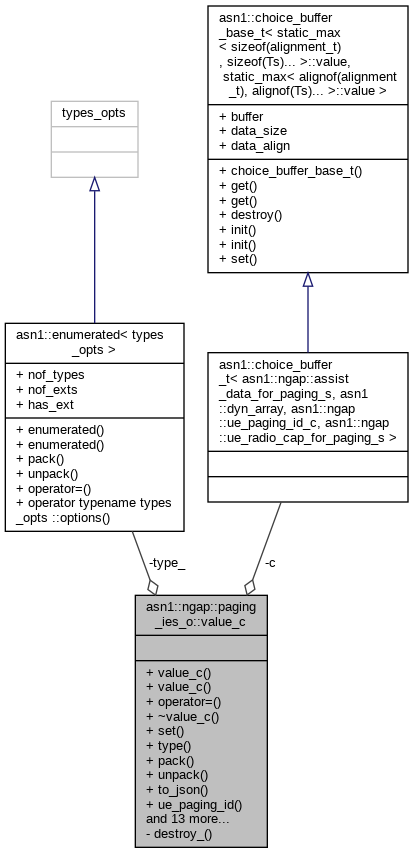 asn1::choice_buffer
_base_t< static_max
< sizeof(alignment_t)
, sizeof(Ts)... >::value,
static_max< alignof(alignment
_t), alignof(Ts)... >::value >
+ buffer
+ data_size
+ data_align
+ choice_buffer_base_t()
+ get()
+ get()
+ destroy()
+ init()
+ init()
+ set()
types_opts
asn1::enumerated< types
_opts >
+ nof_types
+ nof_exts
+ has_ext
+ enumerated()
+ enumerated()
+ pack()
+ unpack()
+ operator=()
+ operator typename types
_opts ::options()
asn1::choice_buffer
_t< asn1::ngap::assist
_data_for_paging_s, asn1
::dyn_array, asn1::ngap
::ue_paging_id_c, asn1::ngap
::ue_radio_cap_for_paging_s >
-type_
-c
asn1::ngap::paging
_ies_o::value_c
+ value_c()
+ value_c()
+ operator=()
+ ~value_c()
+ set()
+ type()
+ pack()
+ unpack()
+ to_json()
+ ue_paging_id()
and 13 more...
- destroy_()